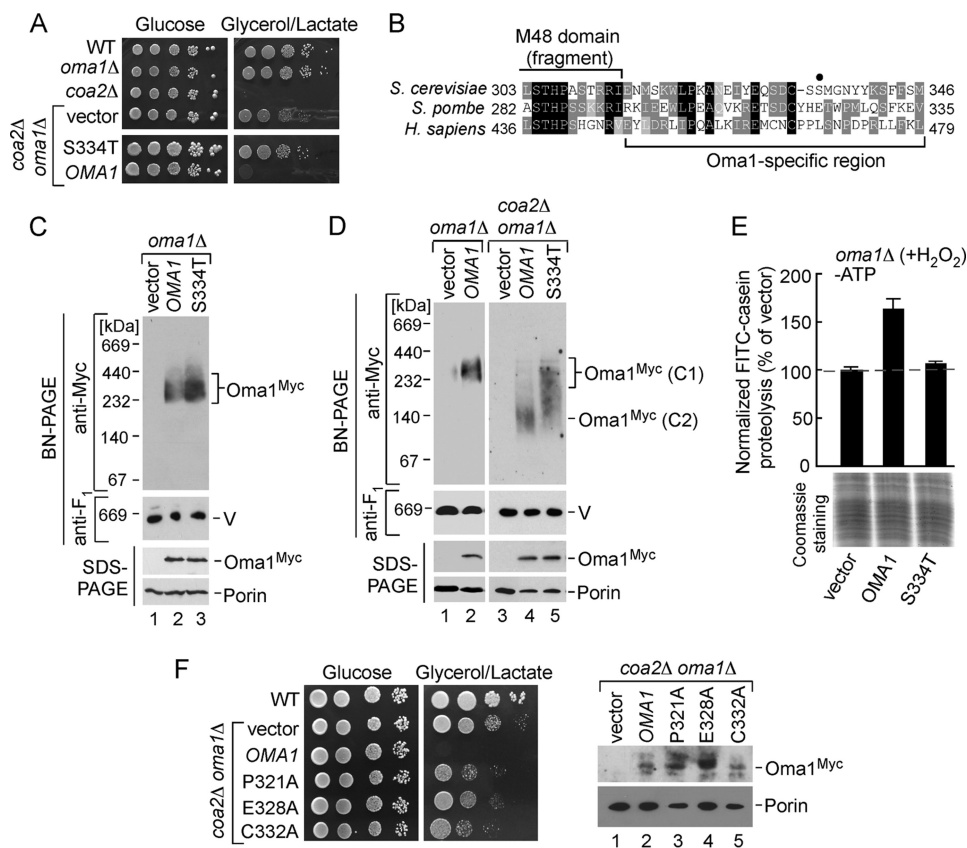 A
Glucose Glycerol/Lactate
WT
oma1Δ
coa2Δ
vector
S334T
OMA1
coa2Δ
oma1Δ
B
M48 domain
(fragment)
S. cerevisiae 303 LSTHPASTRRIENMSKWLPKANEIYEQSDC-SSMGNYYKSFFSM 346
S. pombe 282 ATHPSSKKRIRKIEEWLPEAQVKRETSDCYHETWPMLQSFKEV 335
H. sapiens 436 LSTHPSHGNRVEYLDRLIPQALKIREMCNCPPLSNPDPRLLFKL 479
Oma1-specific region
C
oma1Δ
vector
OMA1
S334T
[kDa]
669
440
232
140
67
BN-PAGE
anti-Myc
Oma1Myc
anti-F1
669
V
SDS-
PAGE
Oma1Myc
Porin
1 2 3
D
coa2Δ
oma1Δ oma1Δ
vector
OMA1
vector
OMA1
S334T
[kDa]
669
440
232
140
67
BN-PAGE
anti-Myc
Oma1Myc (C1)
Oma1Myc (C2)
anti-F1
669
V
SDS-
PAGE
Oma1Myc
Porin
1 2 3 4 5
E
oma1Δ (+H2O2)
-ATP
Normalized FITC-casein
proteolysis (% of vector)
200
150
100
50
0
Coomassie
staining
vector
OMA1
S334T
F
Glucose Glycerol/Lactate
WT
vector
OMA1
P321A
E328A
C332A
coa2Δ oma1Δ
coa2Δ oma1Δ
vector
OMA1
P321A
E328A
C332A
Oma1Myc
Porin
1 2 3 4 5